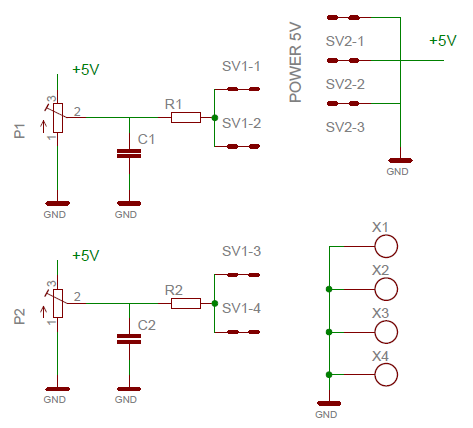 +5V
3
2
1
P1
C1
R1
GND
GND
SV1-1
SV1-2
POWER 5V
SV2-1
+5V
SV2-2
SV2-3
GND
+5V
3
2
1
P2
C2
R2
GND
GND
SV1-3
SV1-4
X1
X2
X3
X4
GND